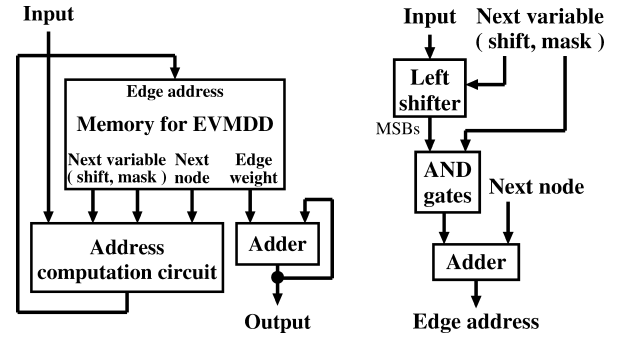 Input
Edge address
Memory for EVMDD
Next variable Next Edge
( shift, mask ) node weight
Address
computation circuit
Adder
Output
Input
Next variable
( shift, mask )
Left
shifter
MSBs
AND
gates
Next node
Adder
Edge address